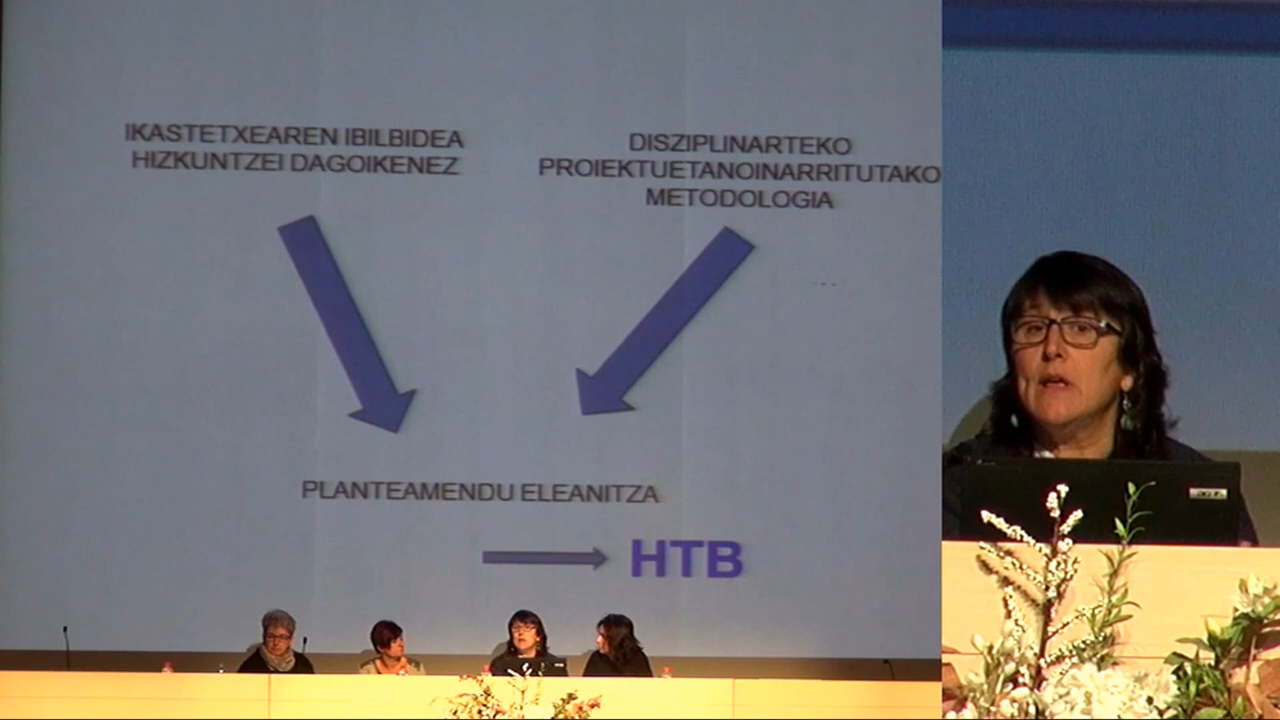 IKASTETXEAREN IBILBIDEA
HIZKUNTZEI DAGOIKENEZ
DISZIPLINARTEKO
PROIEKTUETANOINARRITUTAKO
METODOLOGIA
PLANTEAMENDU ELEANITZA
HTB